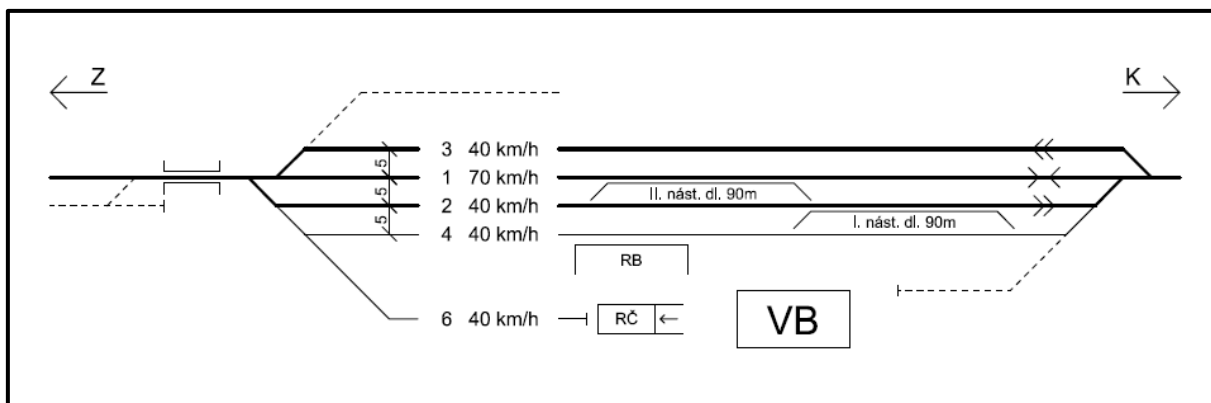 Z
K
3 40 km/h
5
1 70 km/h
5
II. nást. dl. 90m
2 40 km/h
5
I. nást. dl. 90m
4 40 km/h
RB
6 40 km/h
RČ
VB